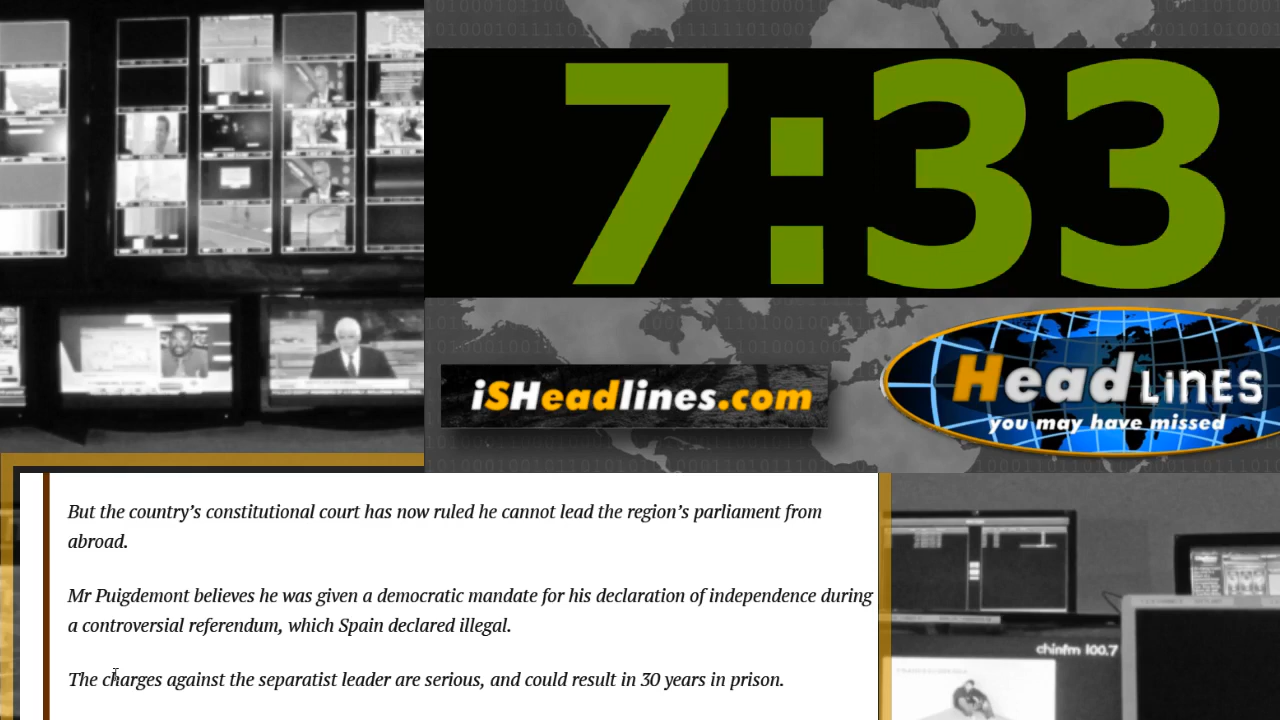 7:33
iSHeadlines.com
HeadLINES
you may have missed
But the country's constitutional court has now ruled he cannot lead the region's parliament from
abroad.
Mr Puigdemont believes he was given a democratic mandate for his declaration of independence during
a controversial referendum, which Spain declared illegal.
The charges against the separatist leader are serious, and could result in 30 years in prison.
chinfm 100.7